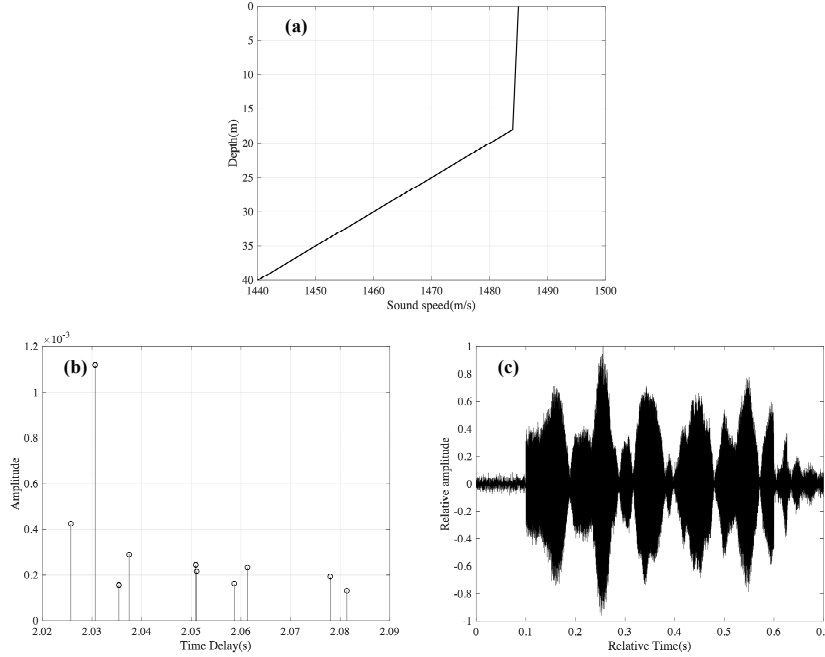 (a)
0
5
10
15
20
25
30
35
40
Depth(m)
1440 1450 1460 1470 1480 1490 1500
Sound speed(m/s)
×10-3
(b)
1.2
1
0.8
0.6
0.4
0.2
0
Amplitude
2.02 2.03 2.04 2.05 2.06 2.07 2.08 2.09
Time Delay(s)
(c)
1
0.8
0.6
0.4
0.2
0
-0.2
-0.4
-0.6
-0.8
-1
Relative amplitude
0 0.1 0.2 0.3 0.4 0.5 0.6 0.7
Relative Time(s)